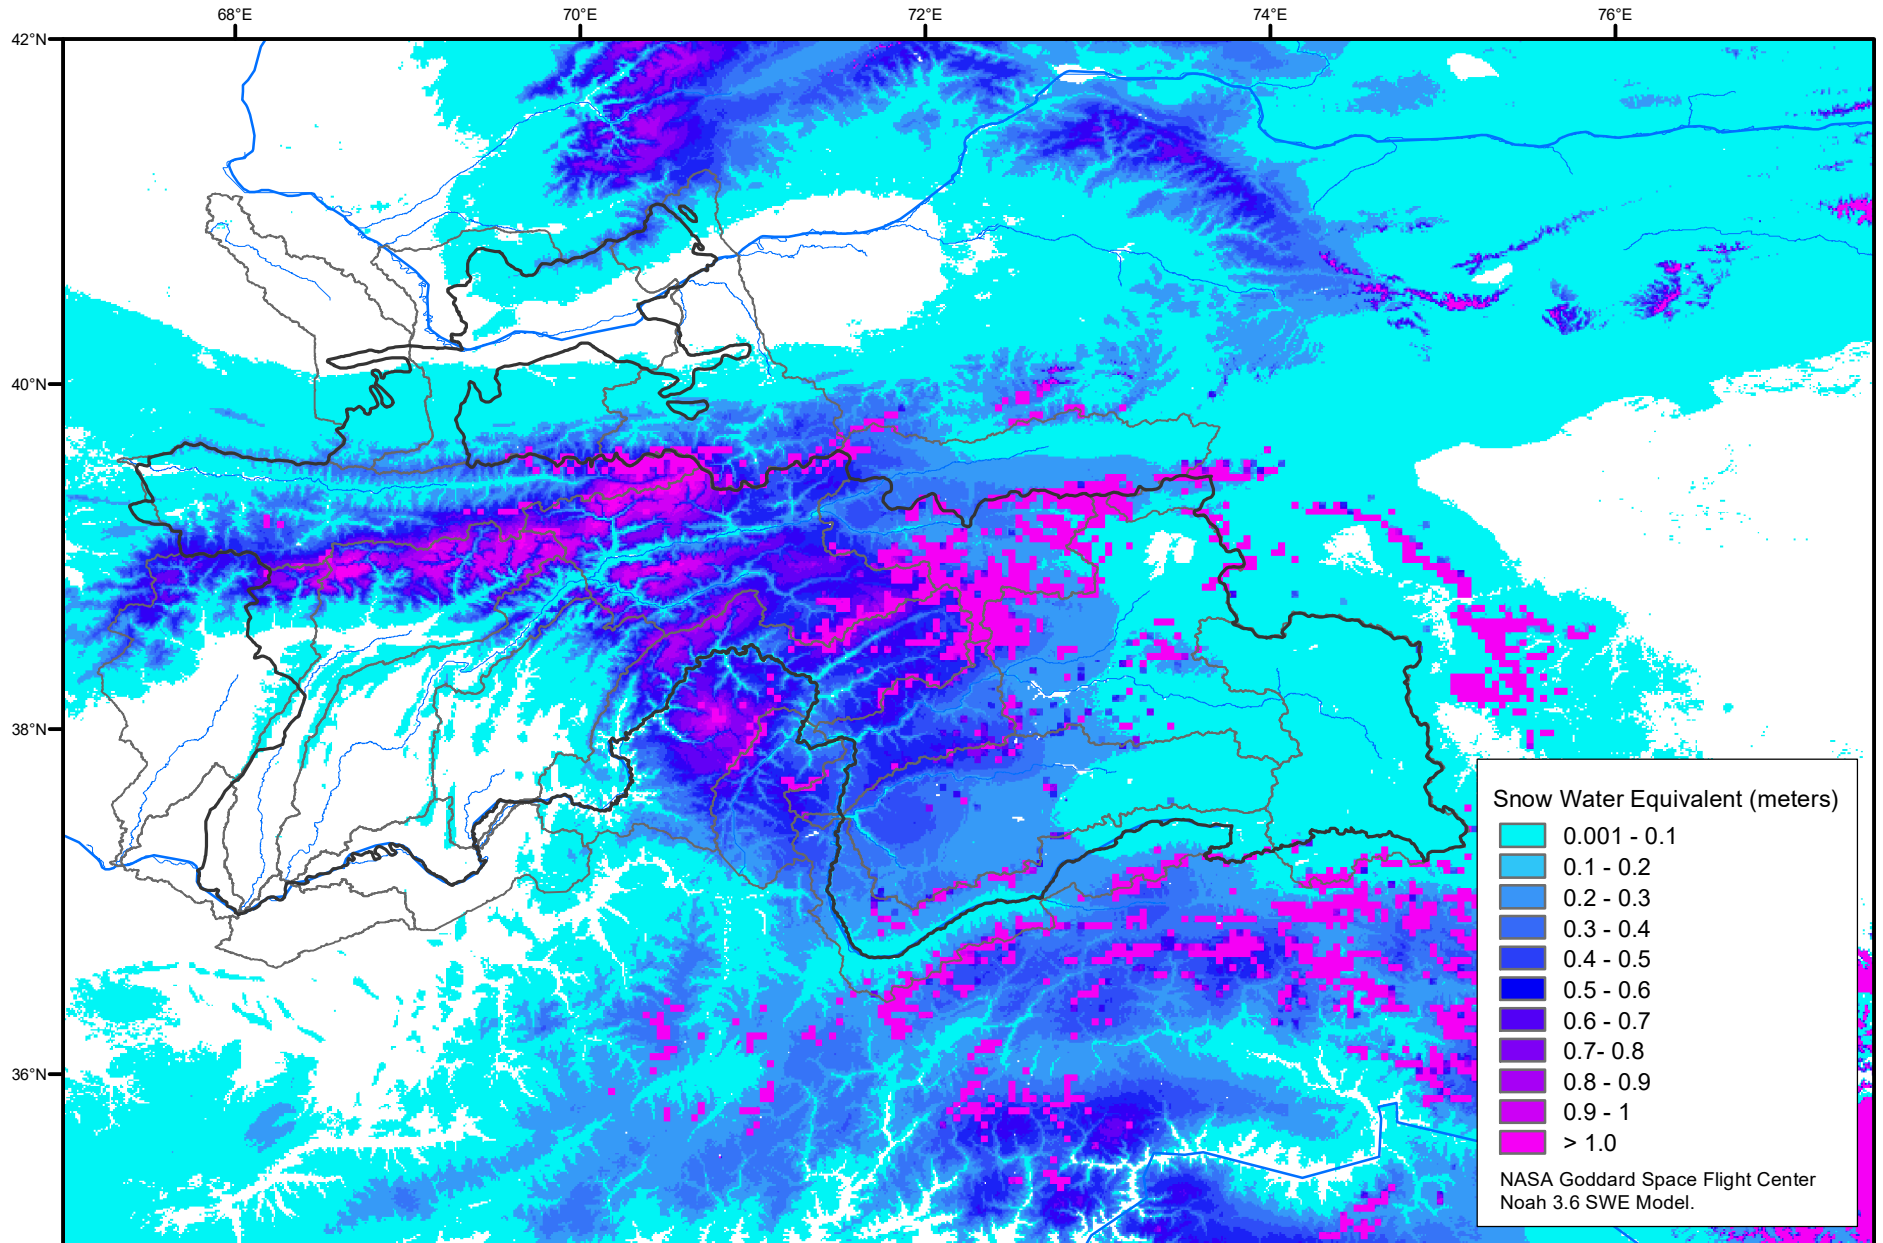 68°E
70°E
72°E
74°E
76°E
42°N
40°N
38°N
36°N
Snow Water Equivalent (meters)
0.001 - 0.1
0.1 - 0.2
0.2 - 0.3
0.3 - 0.4
0.4 - 0.5
0.5 - 0.6
0.6 - 0.7
0.7- 0.8
0.8 - 0.9
0.9 - 1
> 1.0
NASA Goddard Space Flight Center
Noah 3.6 SWE Model.